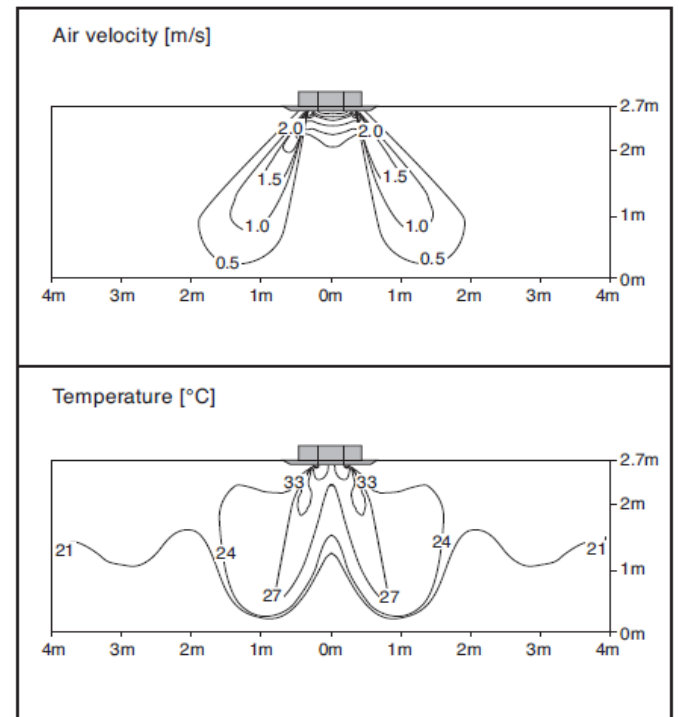 Air velocity [m/s]
2.7m
2.0 2.0
2m
1.5 1.5
1m
1.0 1.0
0.5 0.5
0m
4m 3m 2m 1m 0m 1m 2m 3m 4m
Temperature [°C]
2.7m
33 33
2m
21 24 24 21
1m
27 27
0m
4m 3m 2m 1m 0m 1m 2m 3m 4m